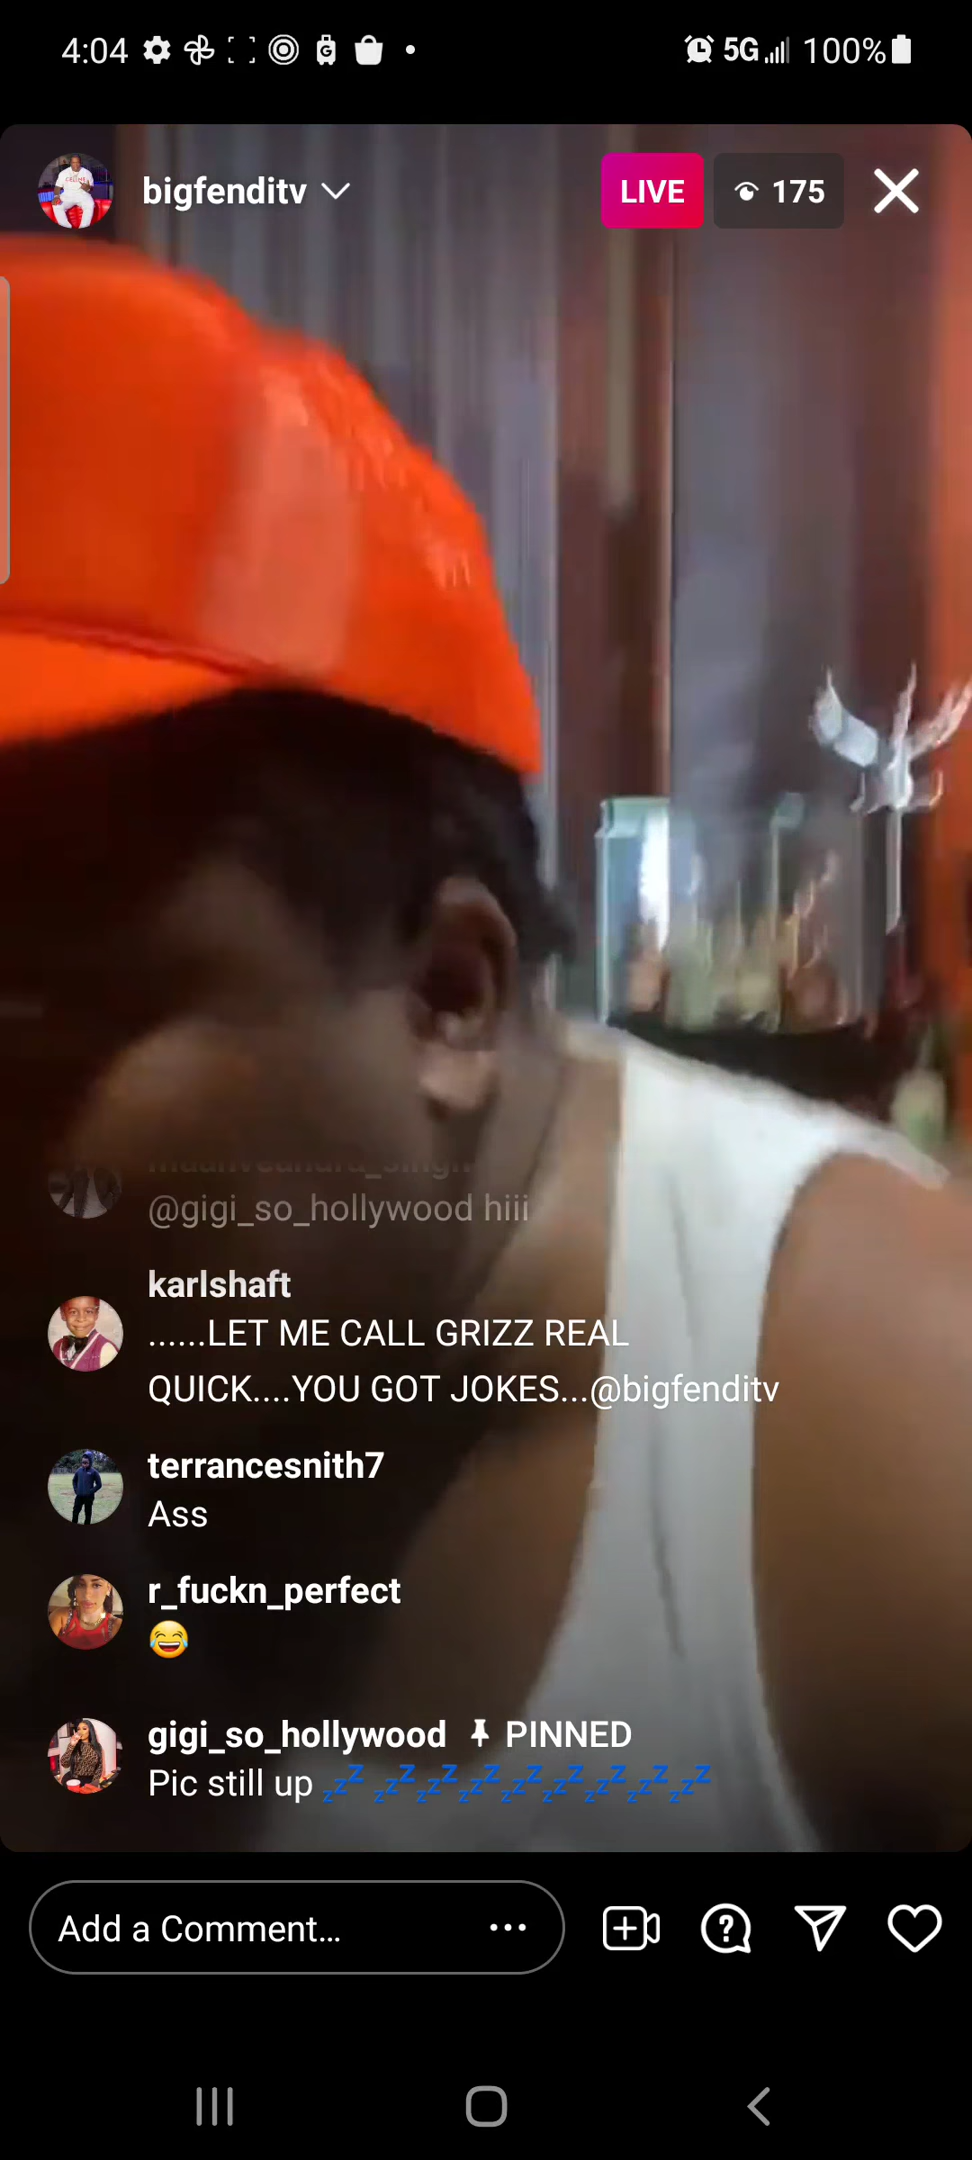 4:04
5G 100%
bigfenditv
LIVE 175
@gigi_so_hollywood hiii
karlshaft
......LET ME CALL GRIZZ REAL
QUICK....YOU GOT JOKES...@bigfenditv
terrancesnith7
Ass
r_fuckn_perfect
😂
gigi_so_hollywood PINNED
Pic still up 💤 💤💤💤💤💤💤💤💤
Add a Comment...